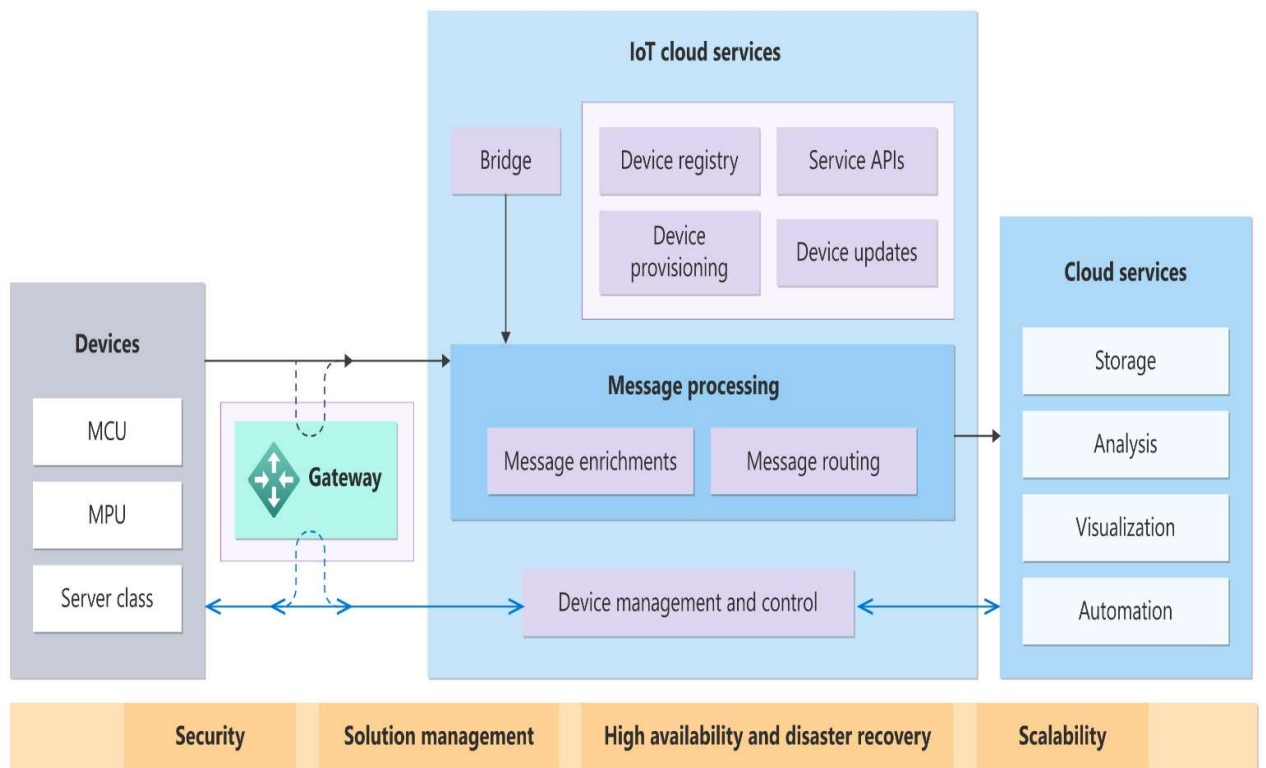 IoT cloud services
Bridge
Device registry
Service APIs
Device
provisioning
Device updates
Devices
MCU
MPU
Server class
Gateway
Message processing
Message enrichments
Message routing
Device management and control
Cloud services
Storage
Analysis
Visualization
Automation
Security
Solution management
High availability and disaster recovery
Scalability